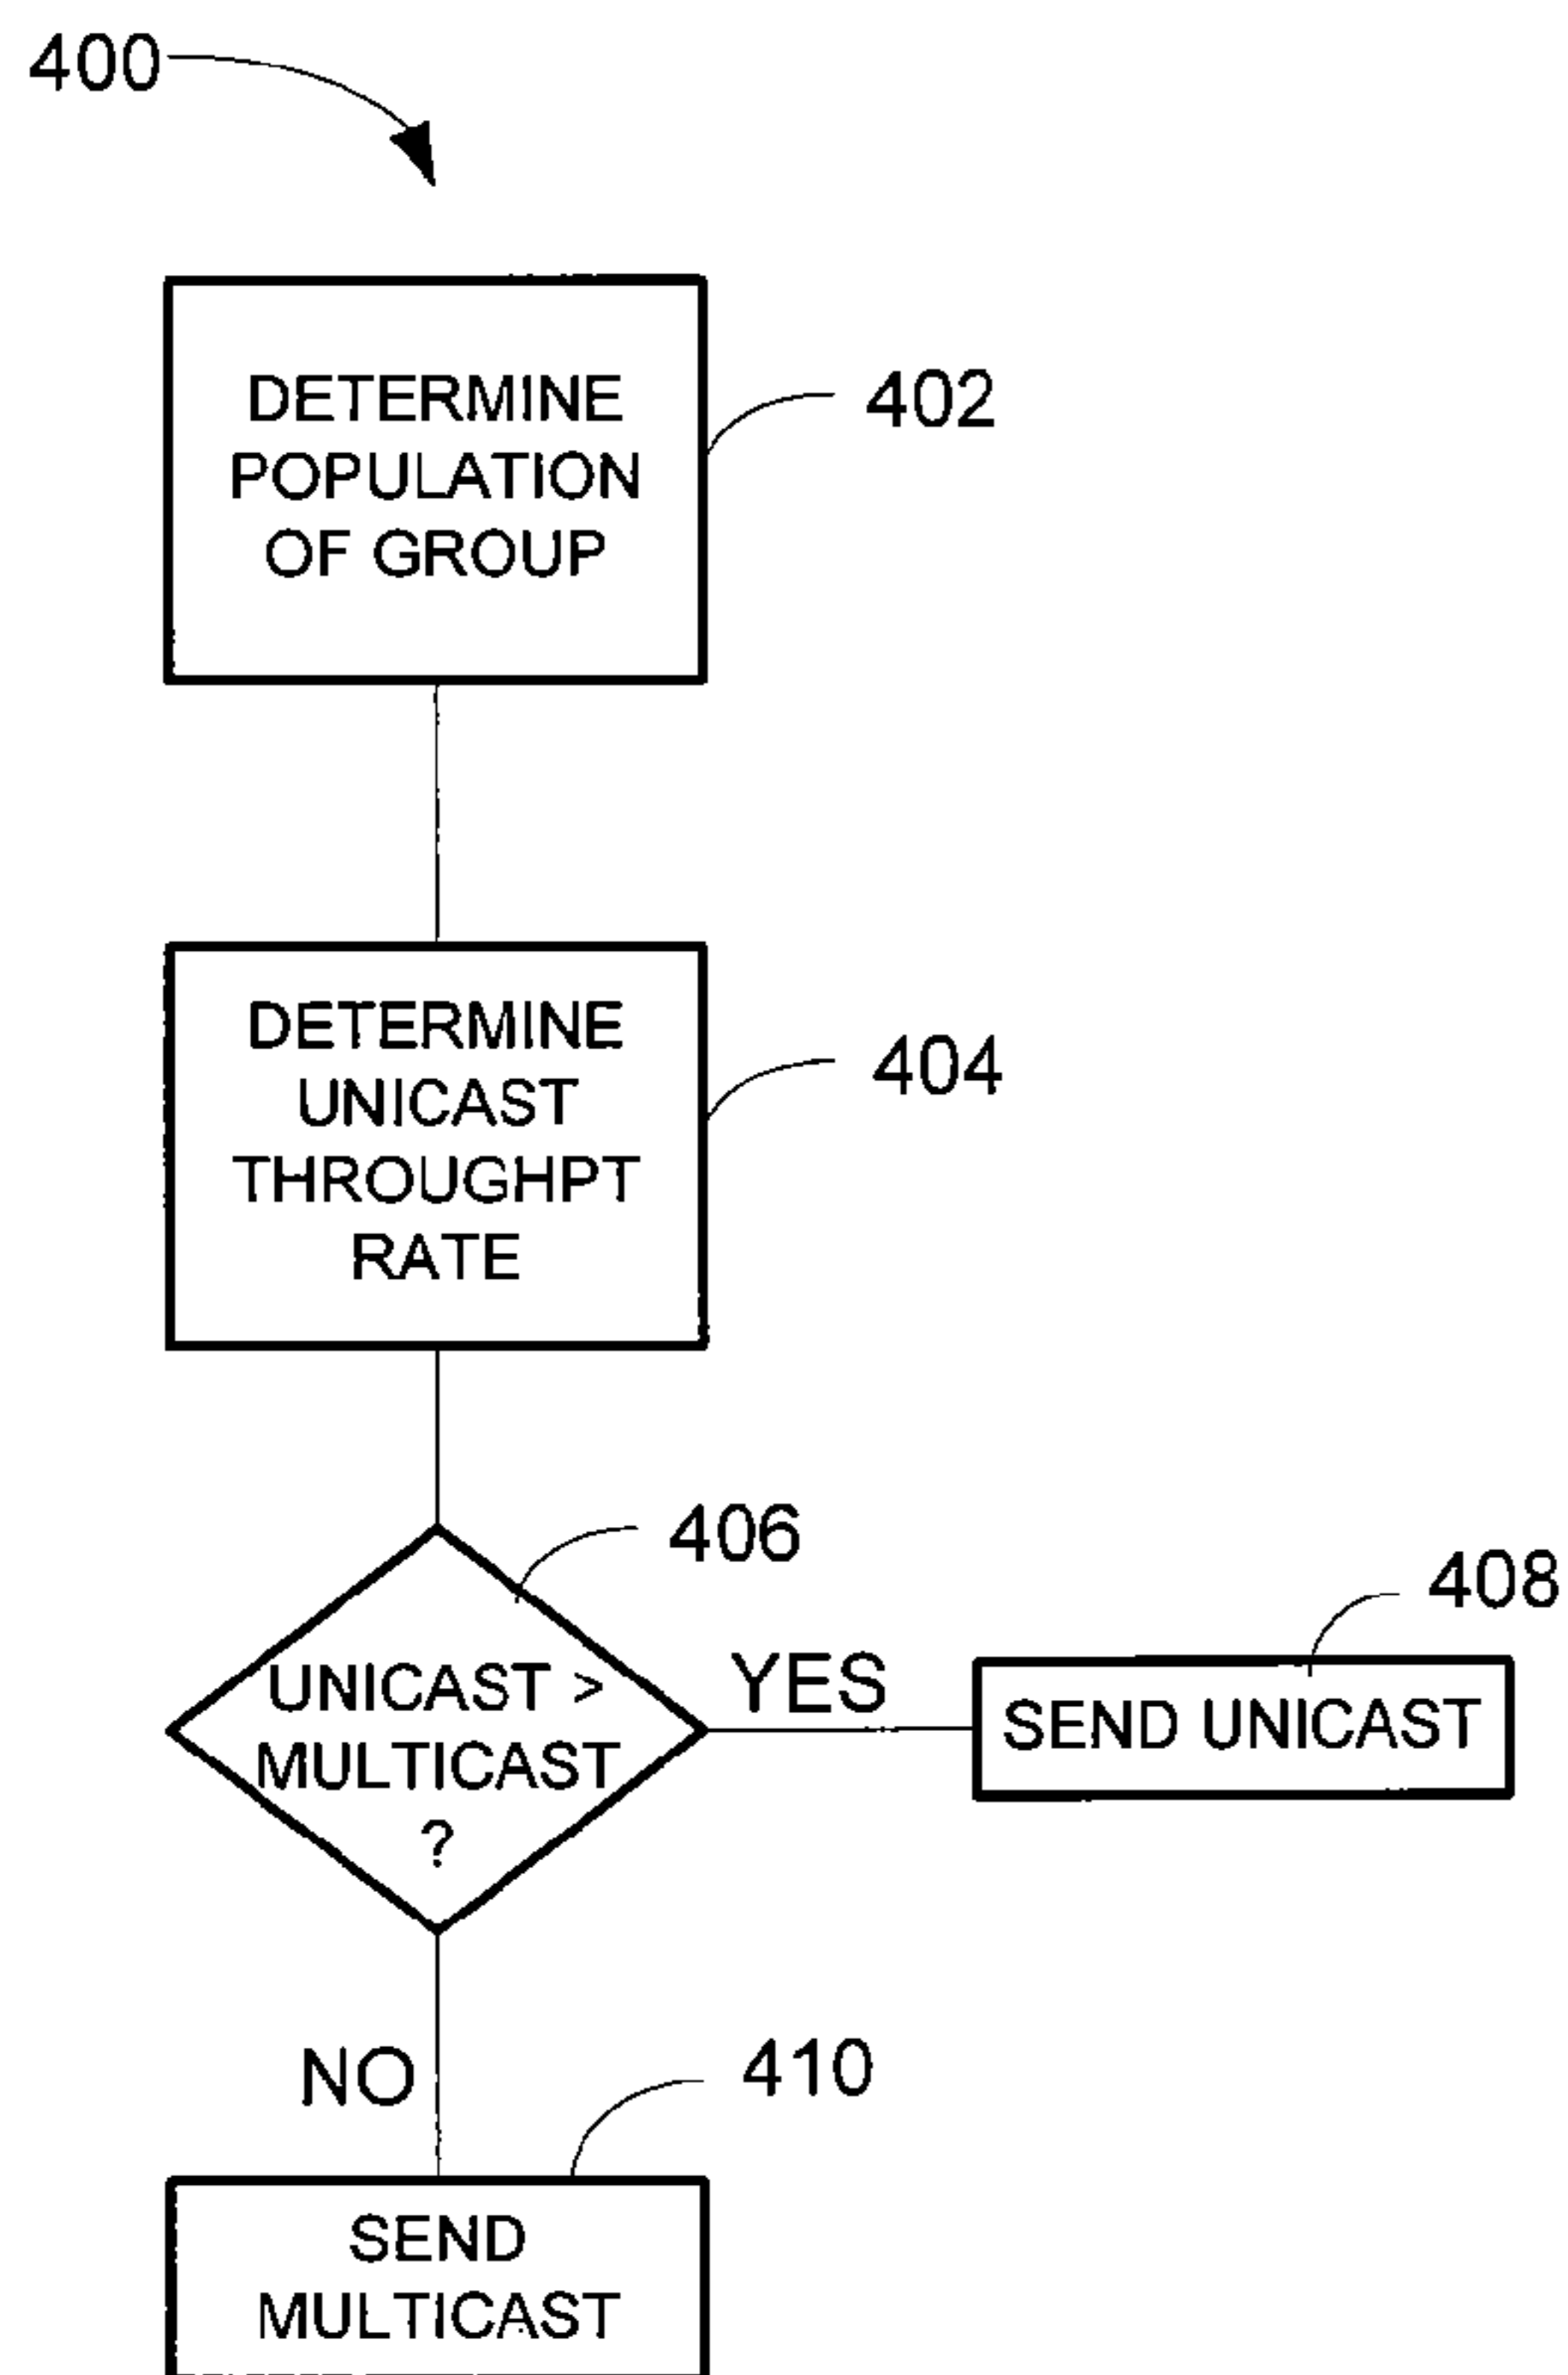 400
DETERMINE
POPULATION
OF GROUP
402
DETERMINE
UNICAST
THROUGHPT
RATE
404
406
UNICAST >
MULTICAST
?
YES
408
SEND UNICAST
NO
410
SEND
MULTICAST